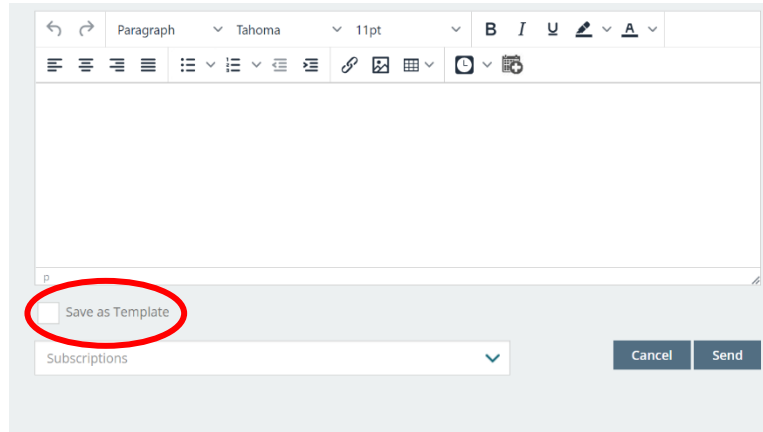 Paragraph Tahoma 11pt B I U A
p
Save as Template
Subscriptions Cancel Send